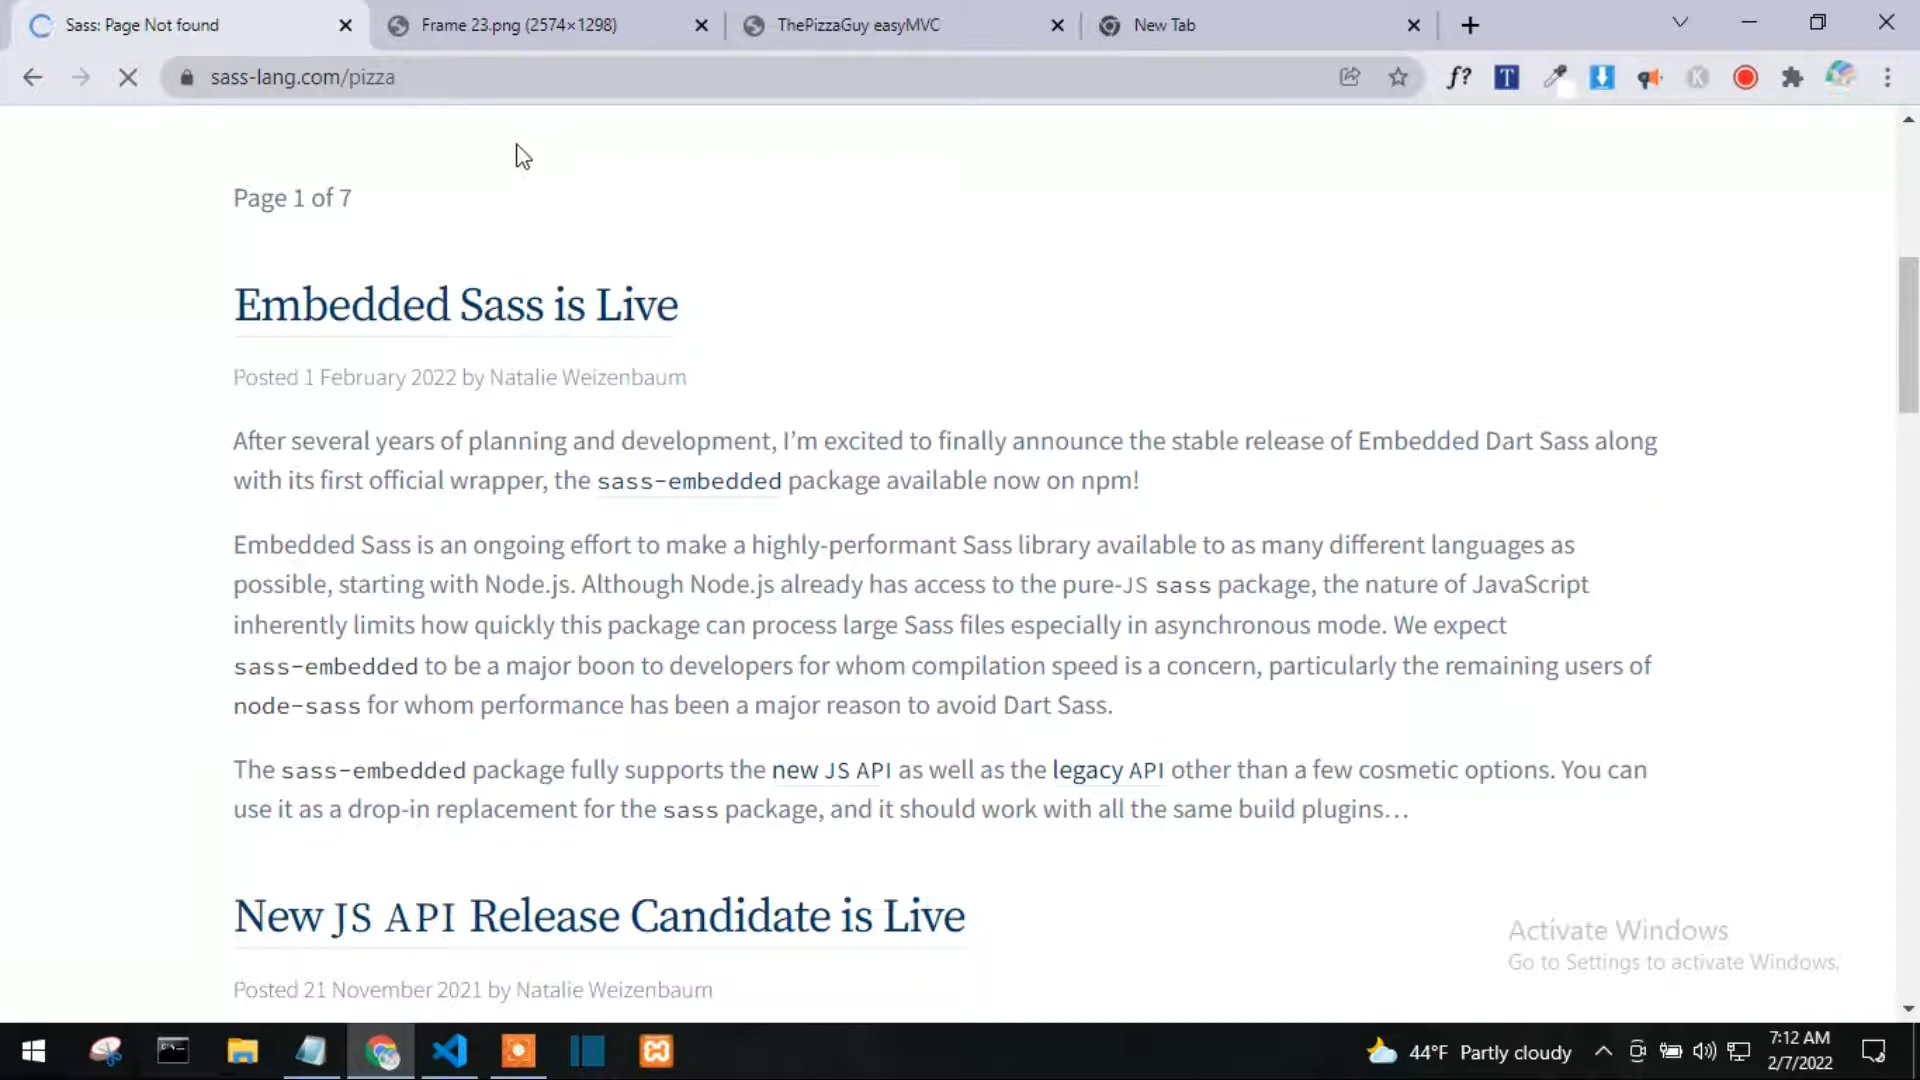 Sass: Page Not found
Frame 23.png (2574×1298)
ThePizzaGuy easyMVC
New Tab
sass-lang.com/pizza
f?
T
K
Page 1 of 7
Embedded Sass is Live
Posted 1 February 2022 by Natalie Weizenbaum
After several years of planning and development, I’m excited to finally announce the stable release of Embedded Dart Sass along
with its first official wrapper, the sass-embedded package available now on npm!
Embedded Sass is an ongoing effort to make a highly-performant Sass library available to as many different languages as
possible, starting with Node.js. Although Node.js already has access to the pure-JS sass package, the nature of JavaScript
inherently limits how quickly this package can process large Sass files especially in asynchronous mode. We expect
sass-embedded to be a major boon to developers for whom compilation speed is a concern, particularly the remaining users of
node-sass for whom performance has been a major reason to avoid Dart Sass.
The sass-embedded package fully supports the new JS API as well as the legacy API other than a few cosmetic options. You can
use it as a drop-in replacement for the sass package, and it should work with all the same build plugins…
New JS API Release Candidate is Live
Posted 21 November 2021 by Natalie Weizenbaum
Activate Windows
Go to Settings to activate Windows.
44°F Partly cloudy
7:12 AM
2/7/2022